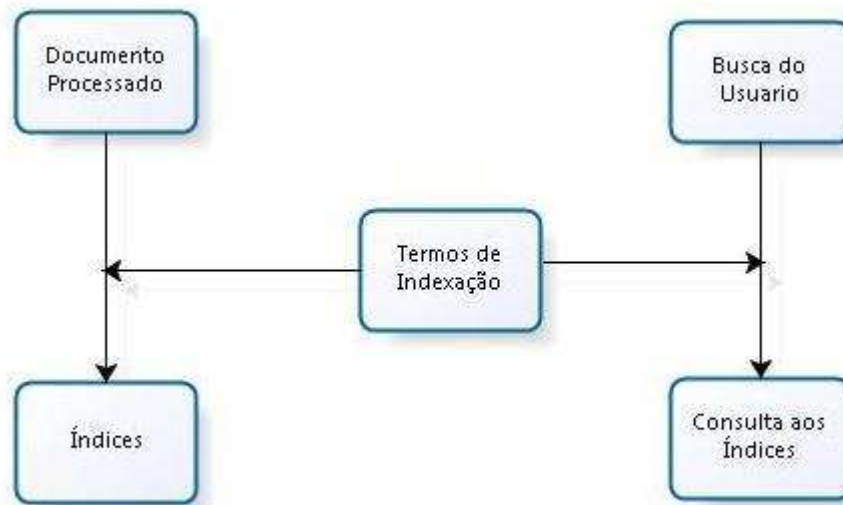 Documento
Processado
Busca do
Usuario
Termos de
Indexação
Índices
Consulta aos
Índices